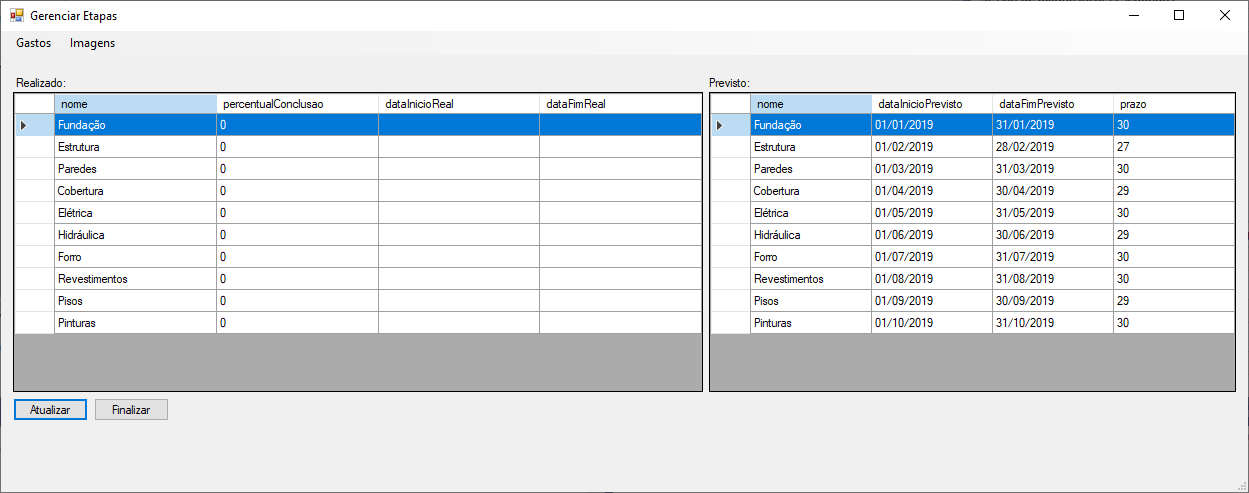 Gerenciar Etapas
Gastos Imagens
Realizado: Previsto:
nome percentualConclusao dataInicioReal dataFimReal nome dataInicioPrevisto dataFimPrevisto prazo
Fundação 0 Fundação 01/01/2019 31/01/2019 30
Estrutura 0 Estrutura 01/02/2019 28/02/2019 27
Paredes 0 Paredes 01/03/2019 31/03/2019 30
Cobertura 0 Cobertura 01/04/2019 30/04/2019 29
Elétrica 0 Elétrica 01/05/2019 31/05/2019 30
Hidráulica 0 Hidráulica 01/06/2019 30/06/2019 29
Forro 0 Forro 01/07/2019 31/07/2019 30
Revestimentos 0 Revestimentos 01/08/2019 31/08/2019 30
Pisos 0 Pisos 01/09/2019 30/09/2019 29
Pinturas 0 Pinturas 01/10/2019 31/10/2019 30
Atualizar Finalizar